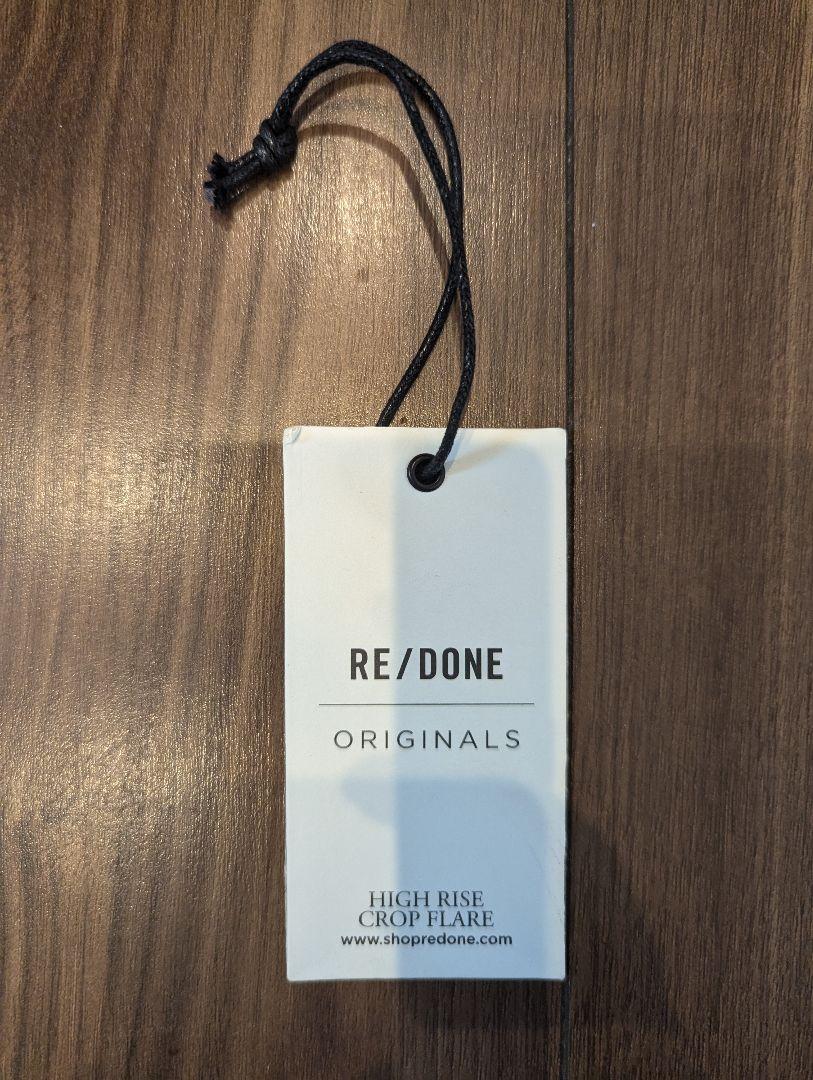 RE/DONE
ORIGINALS
HIGH RISE
CROP FLARE
www.shopredone.com